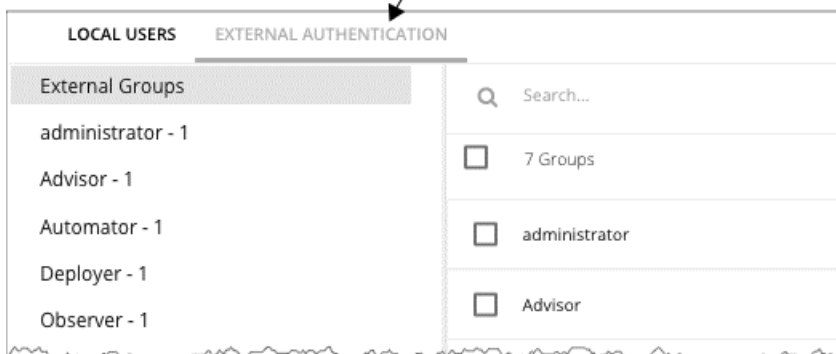 LOCAL USERS EXTERNAL AUTHENTICATION
External Groups
administrator - 1
Advisor - 1
Automator - 1
Deployer - 1
Observer - 1
Search...
7 Groups
administrator
Advisor